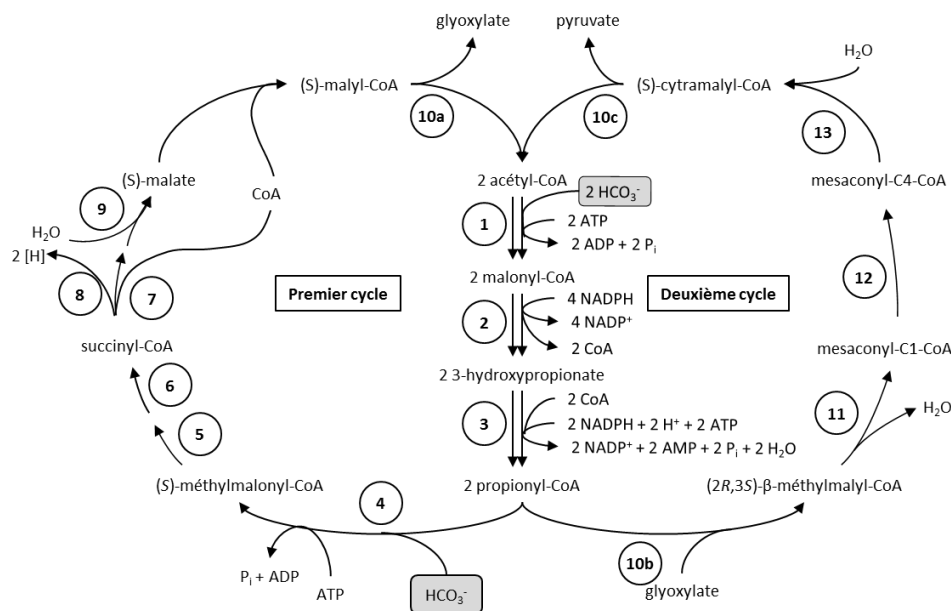 glyoxylate
pyruvate
H₂O
(S)-malyl-CoA
(S)-cytramalyl-CoA
10a
10c
13
(S)-malate
2 acétyl-CoA
mesaconyl-C4-CoA
9
CoA
2 HCO₃⁻
H₂O
1
2 ATP
2 [H]
2 ADP + 2 Pᵢ
8
7
Premier cycle
2 malonyl-CoA
Deuxième cycle
12
2
4 NADPH
4 NADP⁺
succinyl-CoA
2 CoA
mesaconyl-C1-CoA
6
2 3-hydroxypropionate
2 CoA
11
H₂O
5
3
2 NADPH + 2 H⁺ + 2 ATP
2 NADP⁺ + 2 AMP + 2 Pᵢ + 2 H₂O
(S)-méthylmalonyl-CoA
4
2 propionyl-CoA
(2R,3S)-β-méthylmalyl-CoA
Pᵢ + ADP
ATP
HCO₃⁻
10b
glyoxylate